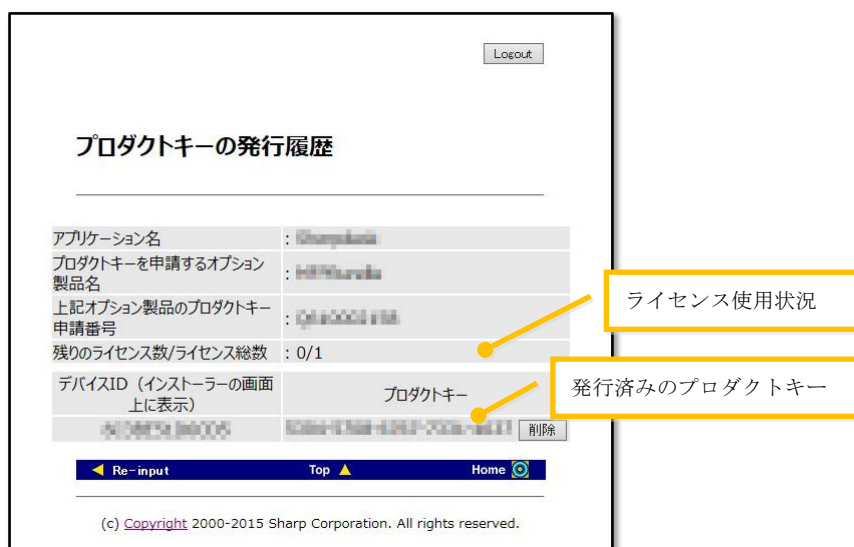 Logout
プロダクトキーの発行履歴
アプリケーション名 :
プロダクトキーを申請するオプション
製品名 :
上記オプション製品のプロダクトキー
申請番号 :
残りのライセンス数/ライセンス総数 : 0/1
ライセンス使用状況
デバイスID（インストーラーの画面
上に表示） プロダクトキー
発行済みのプロダクトキー
削除
Re-input Top Home
(c) Copyright 2000-2015 Sharp Corporation. All rights reserved.